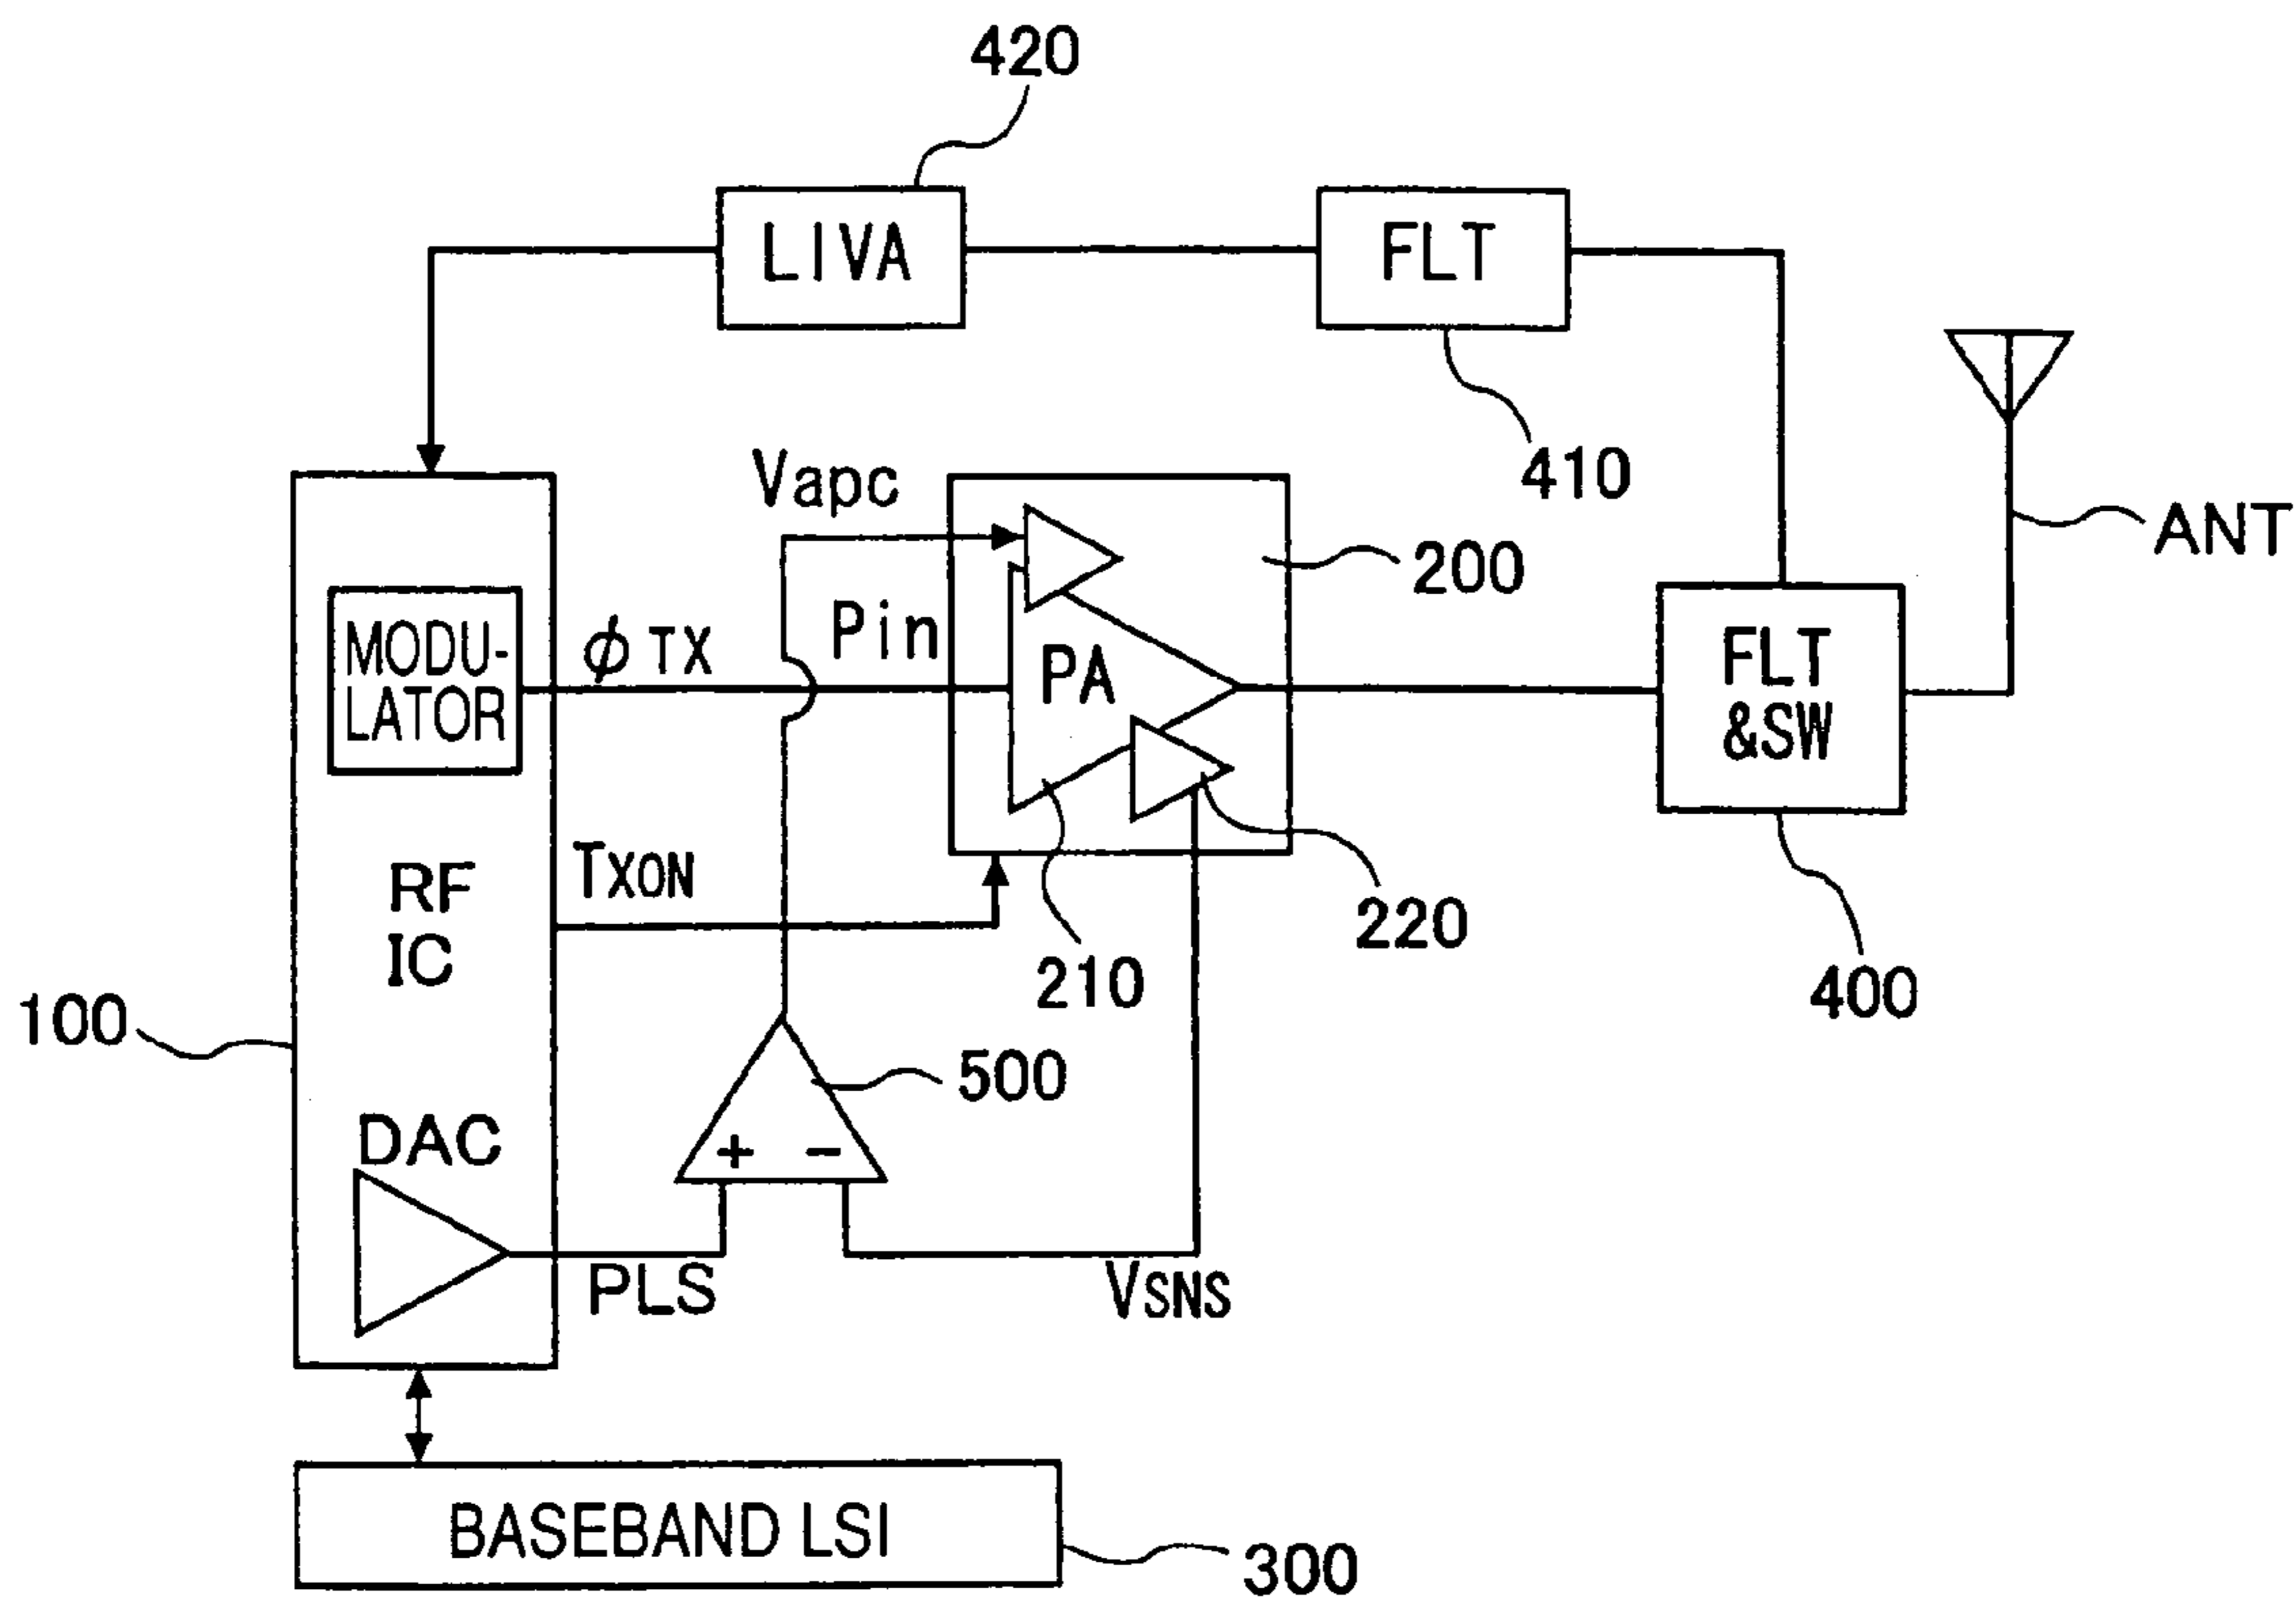 420
LIVA
FLT
410
ANT
Vapc
200
MODU-
LATOR
ϕTX
Pin
PA
FLT
&SW
RF
IC
TXON
220
210
400
100
500
DAC
+ −
PLS
VSNS
BASEBAND LSI
300